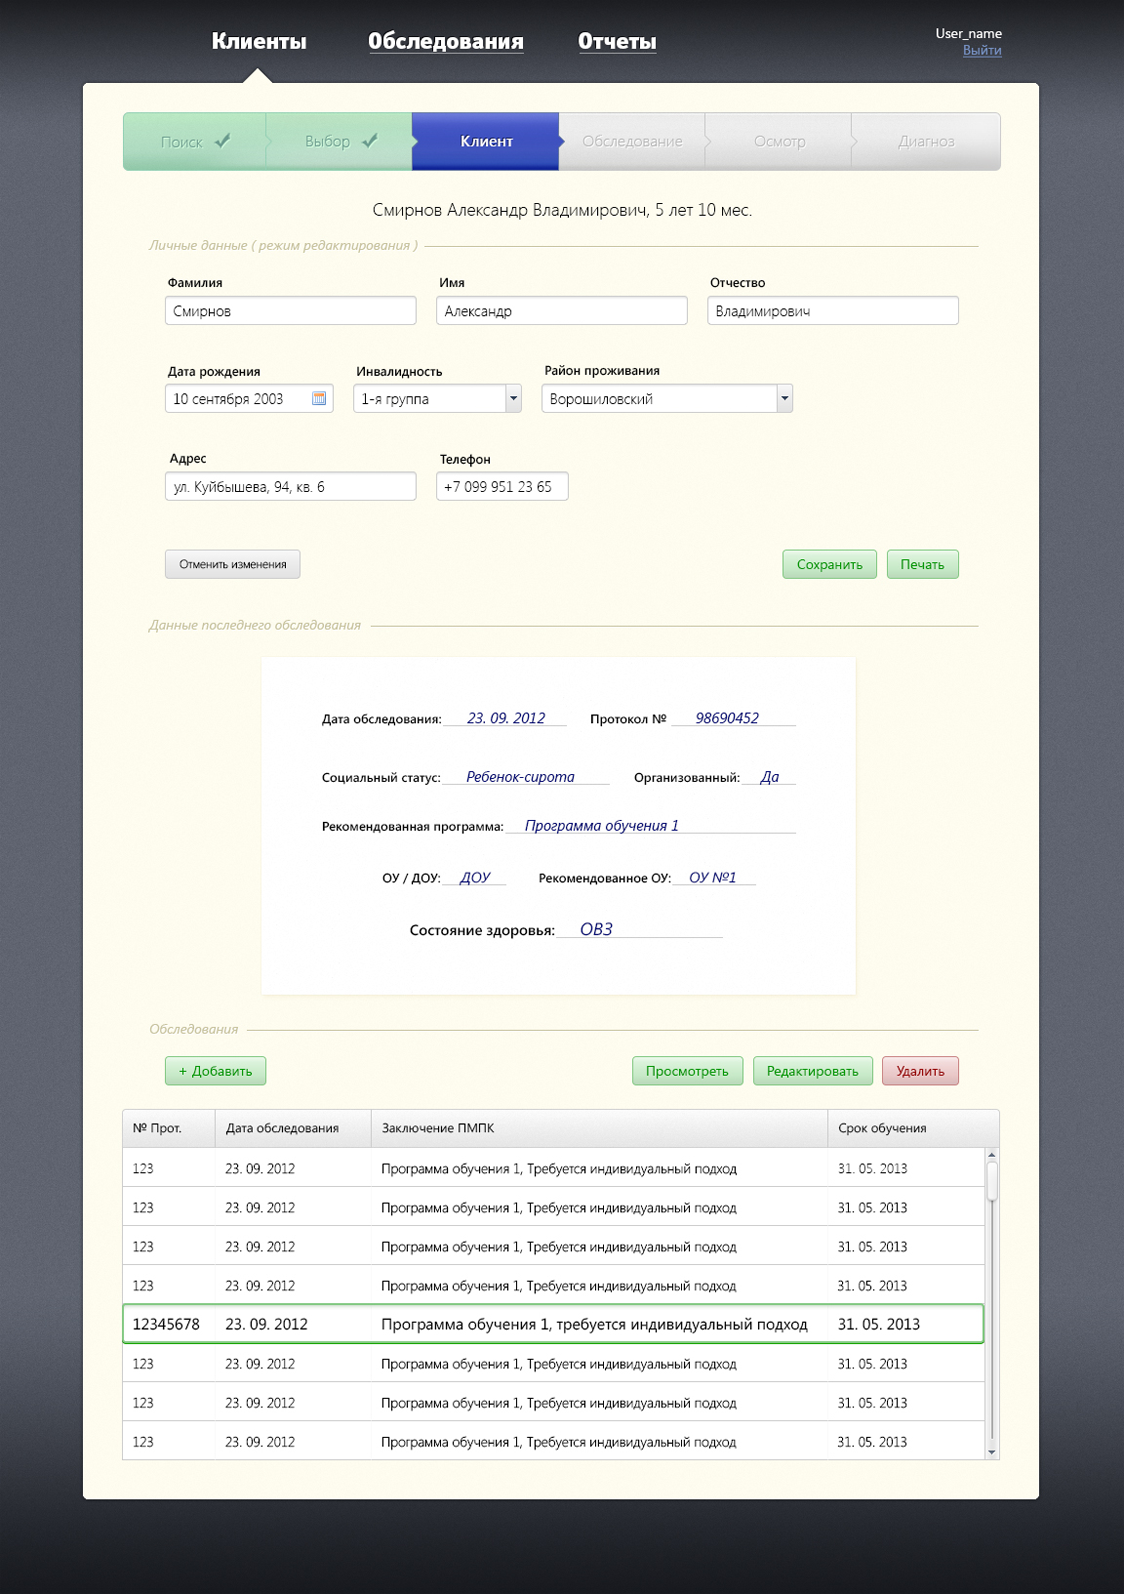 Клиенты Обследования Отчеты
User_name
Выйти
Поиск Выбор Клиент Обследование Осмотр Диагноз
Смирнов Александр Владимирович, 5 лет 10 мес.
Личные данные ( режим редактирования )
Фамилия Имя Отчество
Смирнов Александр Владимирович
Дата рождения Инвалидность Район проживания
10 сентября 2003 1-я группа Ворошиловский
Адрес Телефон
ул. Куйбышева, 94, кв. 6 +7 099 951 23 65
Отменить изменения Сохранить Печать
Данные последнего обследования
Дата обследования: 23. 09. 2012 Протокол № 98690452
Социальный статус: Ребенок-сирота Организованный: Да
Рекомендованная программа: Программа обучения 1
ОУ / ДОУ: ДОУ Рекомендованное ОУ: ОУ №1
Состояние здоровья: ОВЗ
Обследования
+ Добавить Просмотреть Редактировать Удалить
№ Прот. Дата обследования Заключение ПМПК Срок обучения
123 23. 09. 2012 Программа обучения 1, Требуется индивидуальный подход 31. 05. 2013
123 23. 09. 2012 Программа обучения 1, Требуется индивидуальный подход 31. 05. 2013
123 23. 09. 2012 Программа обучения 1, Требуется индивидуальный подход 31. 05. 2013
123 23. 09. 2012 Программа обучения 1, Требуется индивидуальный подход 31. 05. 2013
12345678 23. 09. 2012 Программа обучения 1, требуется индивидуальный подход 31. 05. 2013
123 23. 09. 2012 Программа обучения 1, Требуется индивидуальный подход 31. 05. 2013
123 23. 09. 2012 Программа обучения 1, Требуется индивидуальный подход 31. 05. 2013
123 23. 09. 2012 Программа обучения 1, Требуется индивидуальный подход 31. 05. 2013